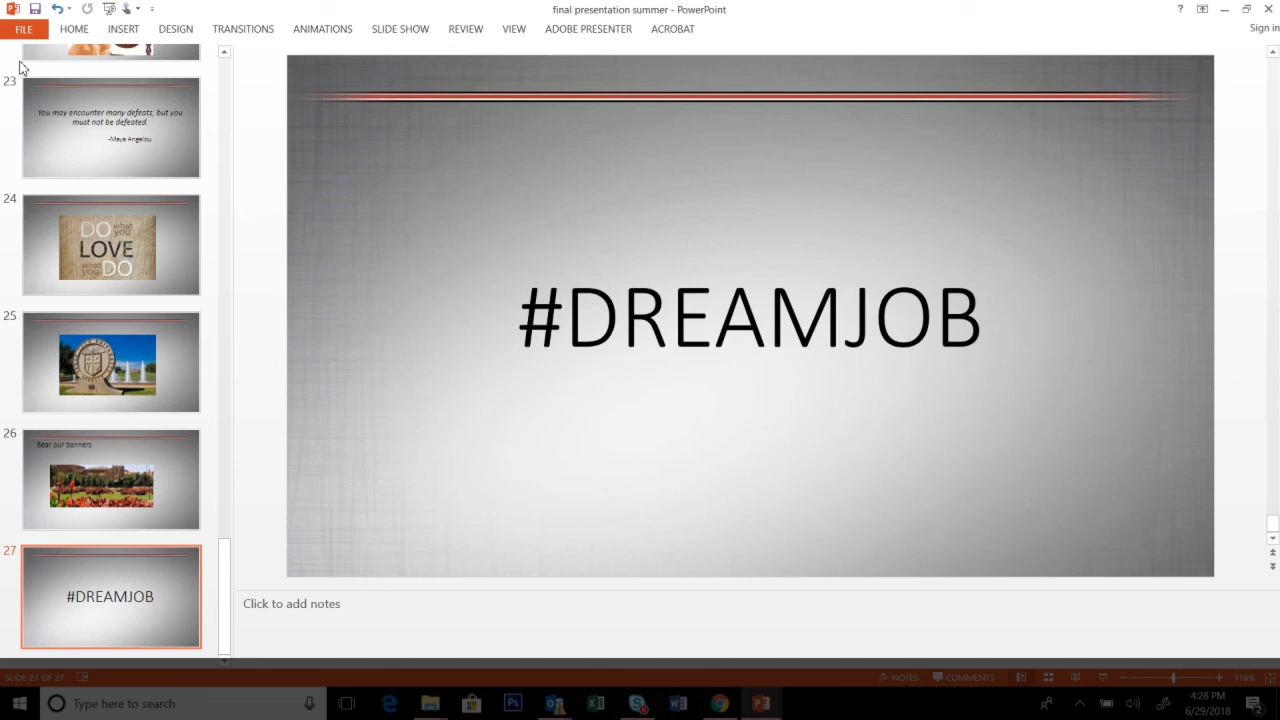 final presentation summer - PowerPoint
?
FILE
HOME
INSERT
DESIGN
TRANSITIONS
ANIMATIONS
SLIDE SHOW
REVIEW
VIEW
ADOBE PRESENTER
ACROBAT
Sign in
23
You may encounter many defeats, but you
must not be defeated.
-Maya Angelou
24
DO what you
LOVE
what you DO
25
26
Bear our banners
27
#DREAMJOB
#DREAMJOB
Click to add notes
SLIDE 27 OF 27
NOTES
COMMENTS
116%
Type here to search
4:28 PM
6/29/2018
2